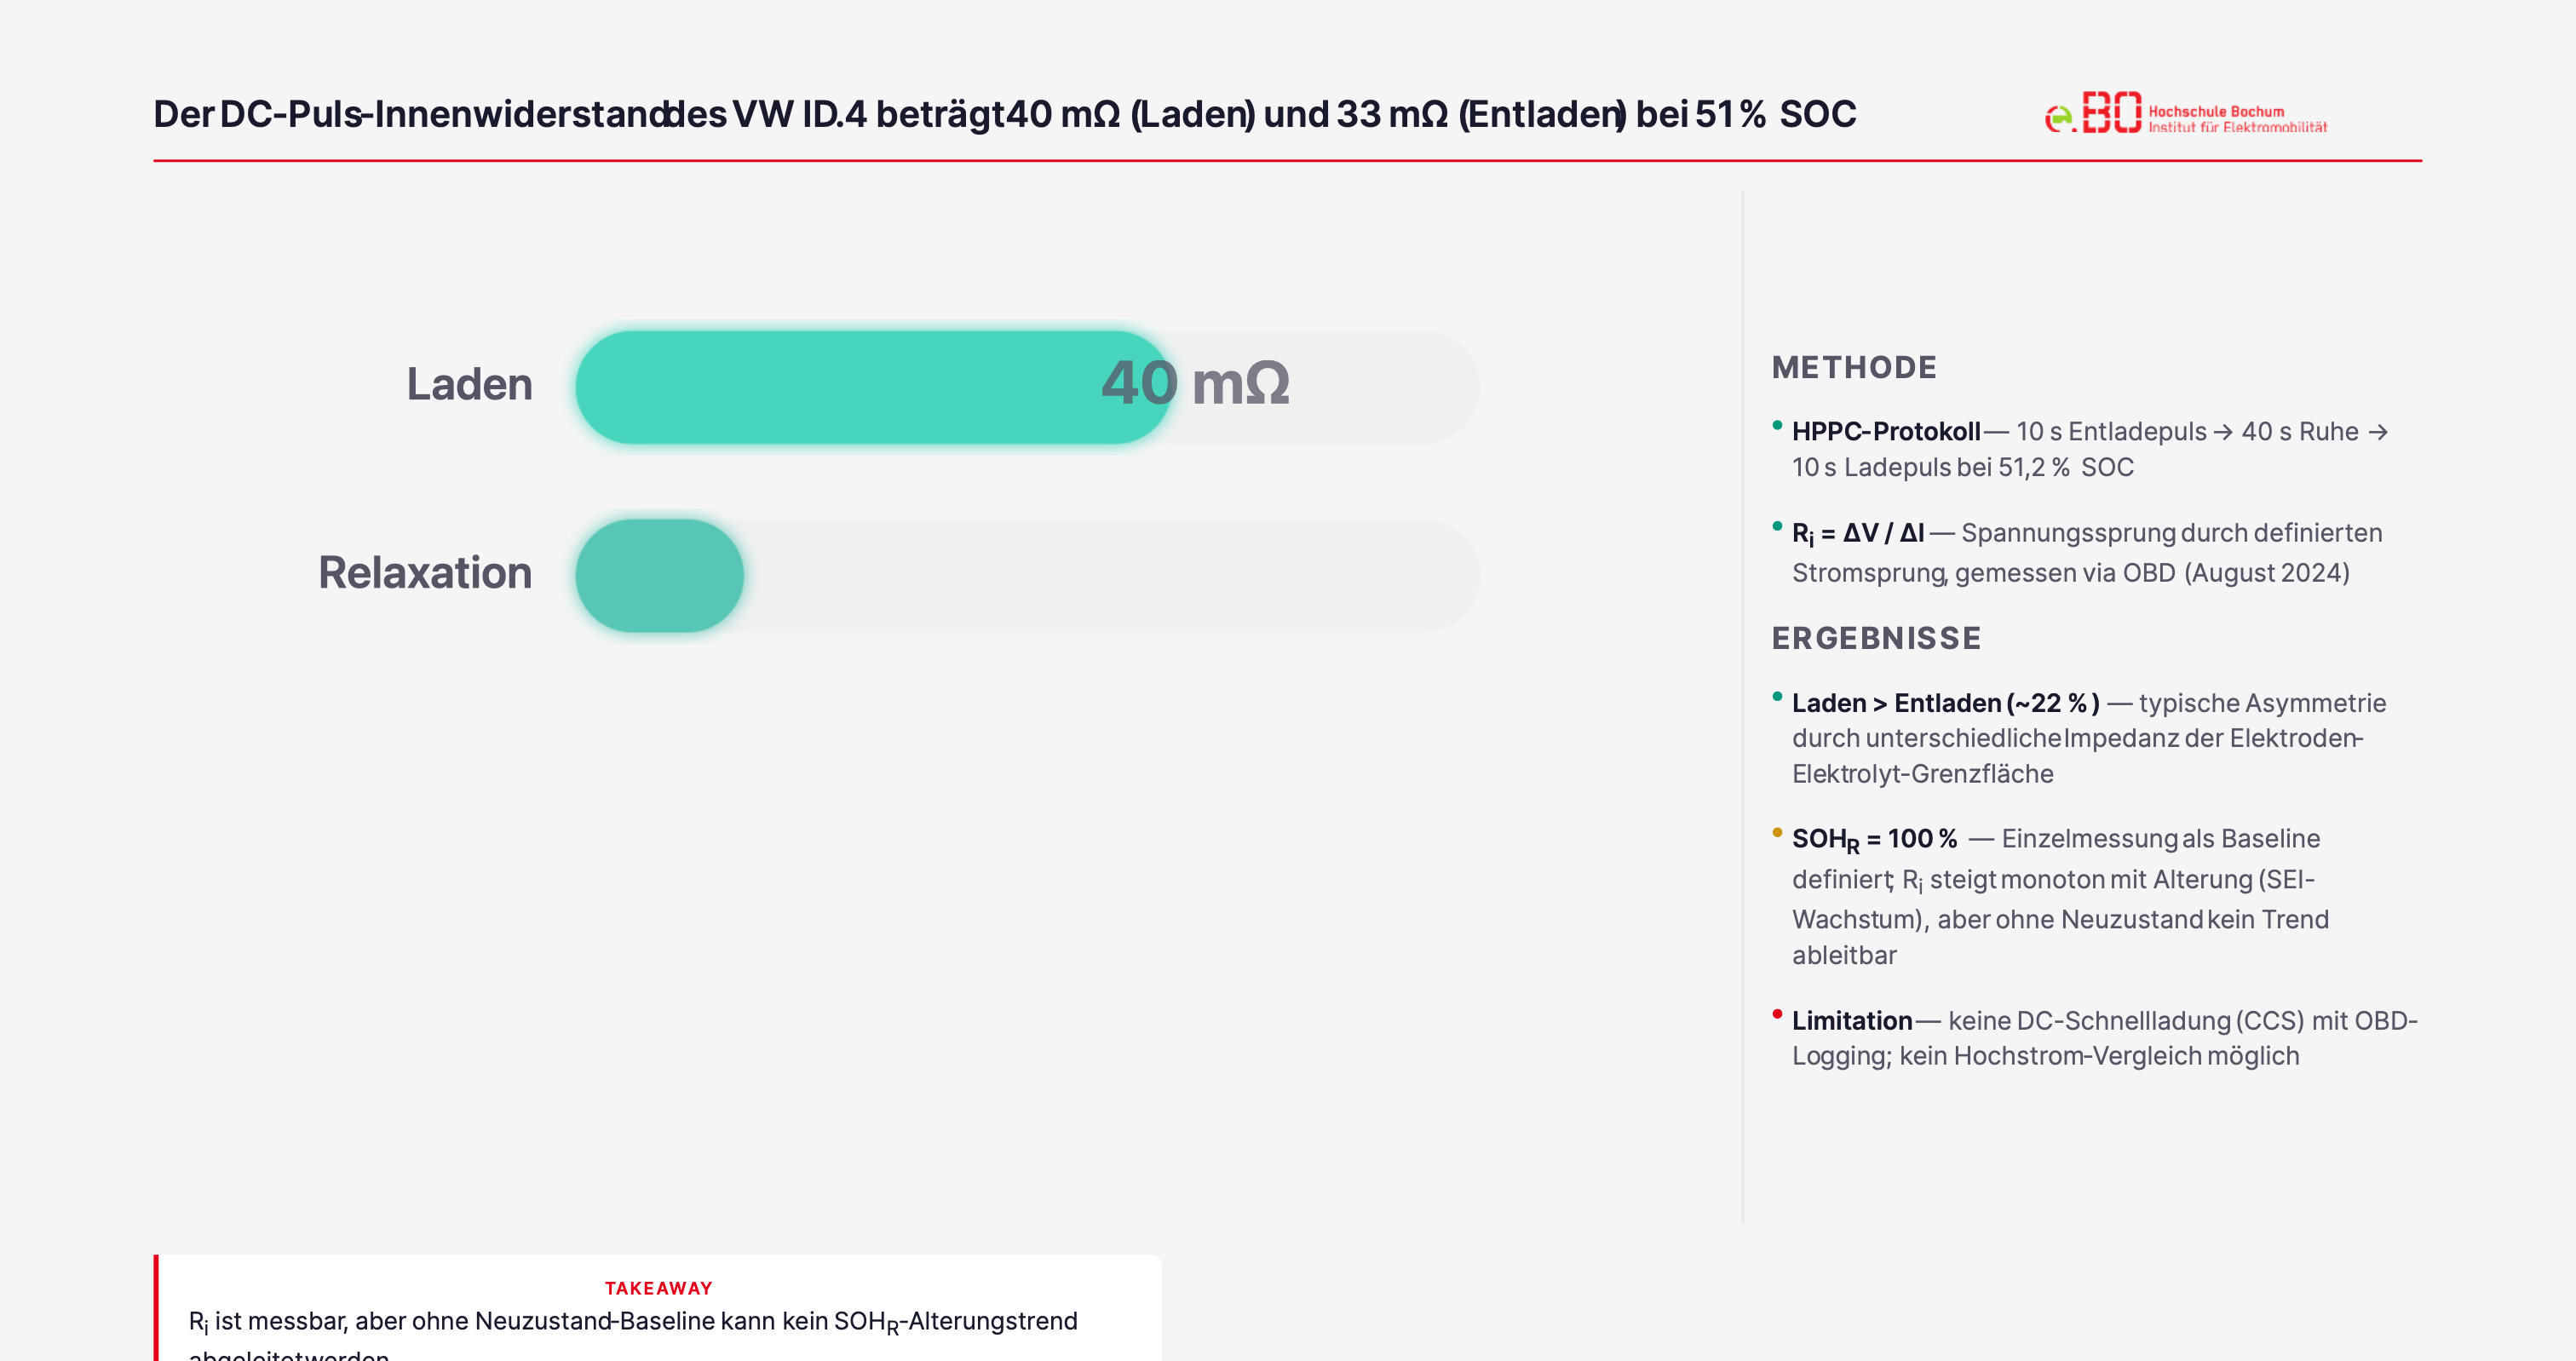 Der DC-Puls-Innenwiderstand des VW ID.4 beträgt 40 mΩ (Laden) und 33 mΩ (Entladen) bei 51 % SOC
e.BO Hochschule Bochum
Institut für Elektromobilität
Laden
40 mΩ
Relaxation
METHODE
HPPC-Protokoll — 10 s Entladepuls → 40 s Ruhe →
10 s Ladepuls bei 51,2 % SOC
Ri = ΔV / ΔI — Spannungssprung durch definierten
Stromsprung, gemessen via OBD (August 2024)
ERGEBNISSE
Laden > Entladen (~22 %) — typische Asymmetrie
durch unterschiedliche Impedanz der Elektroden-
Elektrolyt-Grenzfläche
SOHR = 100 % — Einzelmessung als Baseline
definiert; Ri steigt monoton mit Alterung (SEI-
Wachstum), aber ohne Neuzustand kein Trend
ableitbar
Limitation — keine DC-Schnellladung (CCS) mit OBD-
Logging; kein Hochstrom-Vergleich möglich
TAKEAWAY
Ri ist messbar, aber ohne Neuzustand-Baseline kann kein SOHR-Alterungstrend
abgeleitet werden